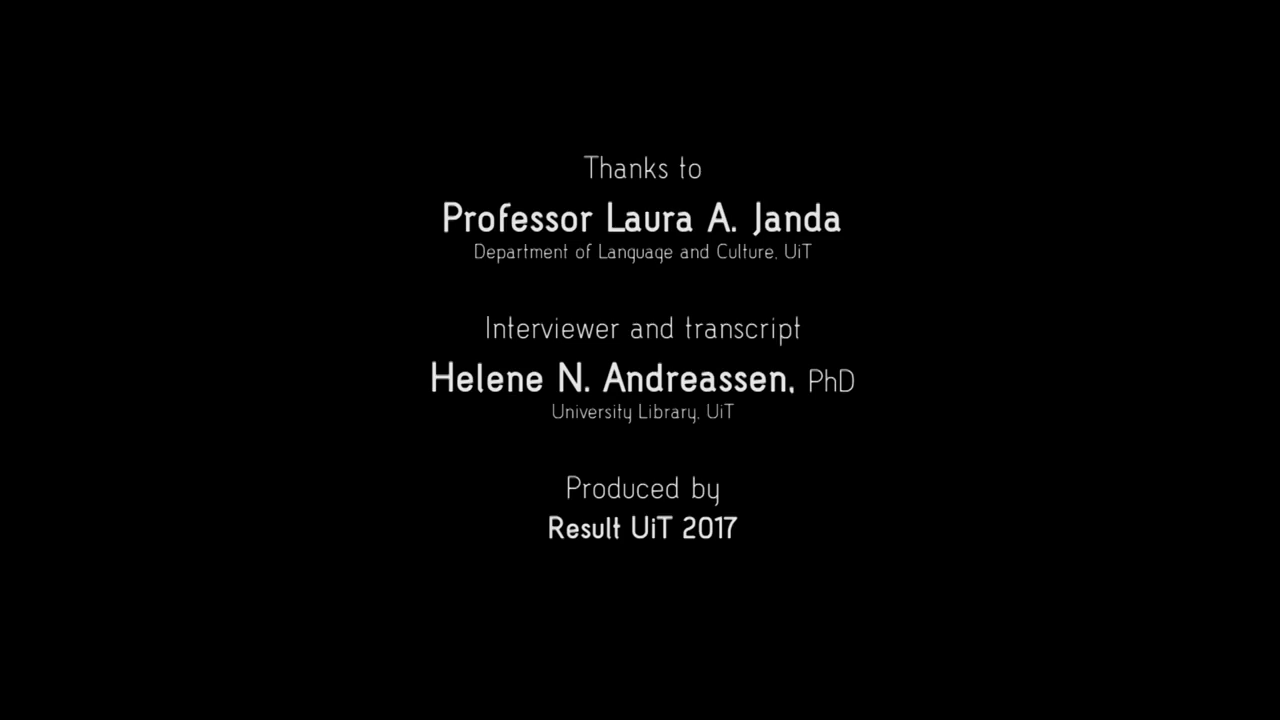 Thanks to
Professor Laura A. Janda
Department of Language and Culture, UiT
Interviewer and transcript
Helene N. Andreassen, PhD
University Library, UiT
Produced by
Result UiT 2017